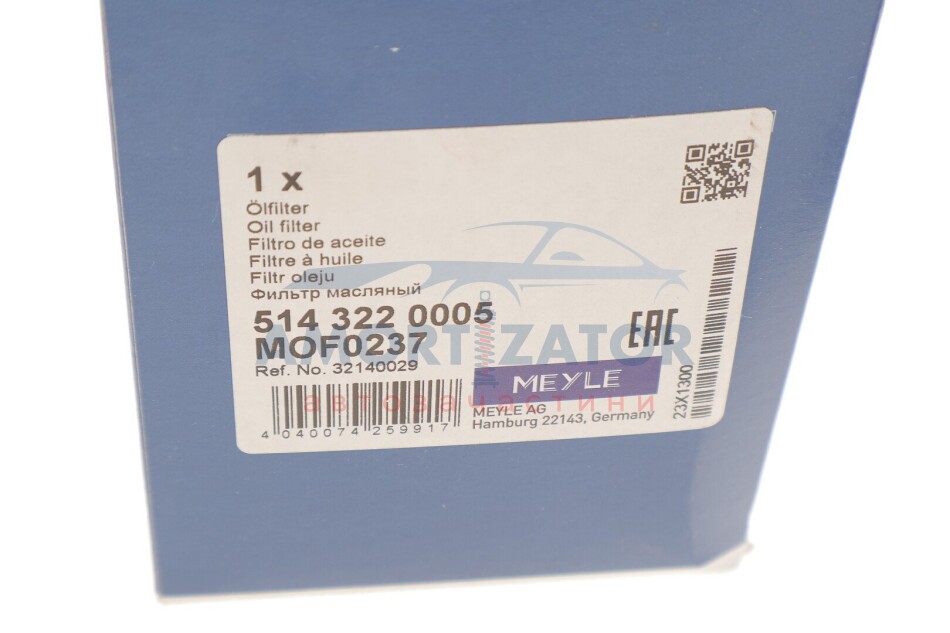 1 x
Ölfilter
Oil filter
Filtro de aceite
Filtre à huile
Filtr oleju
Фильтр масляный
514 322 0005
MOF0237
Ref. No. 32140029
4 040074 259917
EAC
MEYLE
MEYLE AG
Hamburg 22143, Germany
23X1300
AMORTIZATOR
автозапчастини